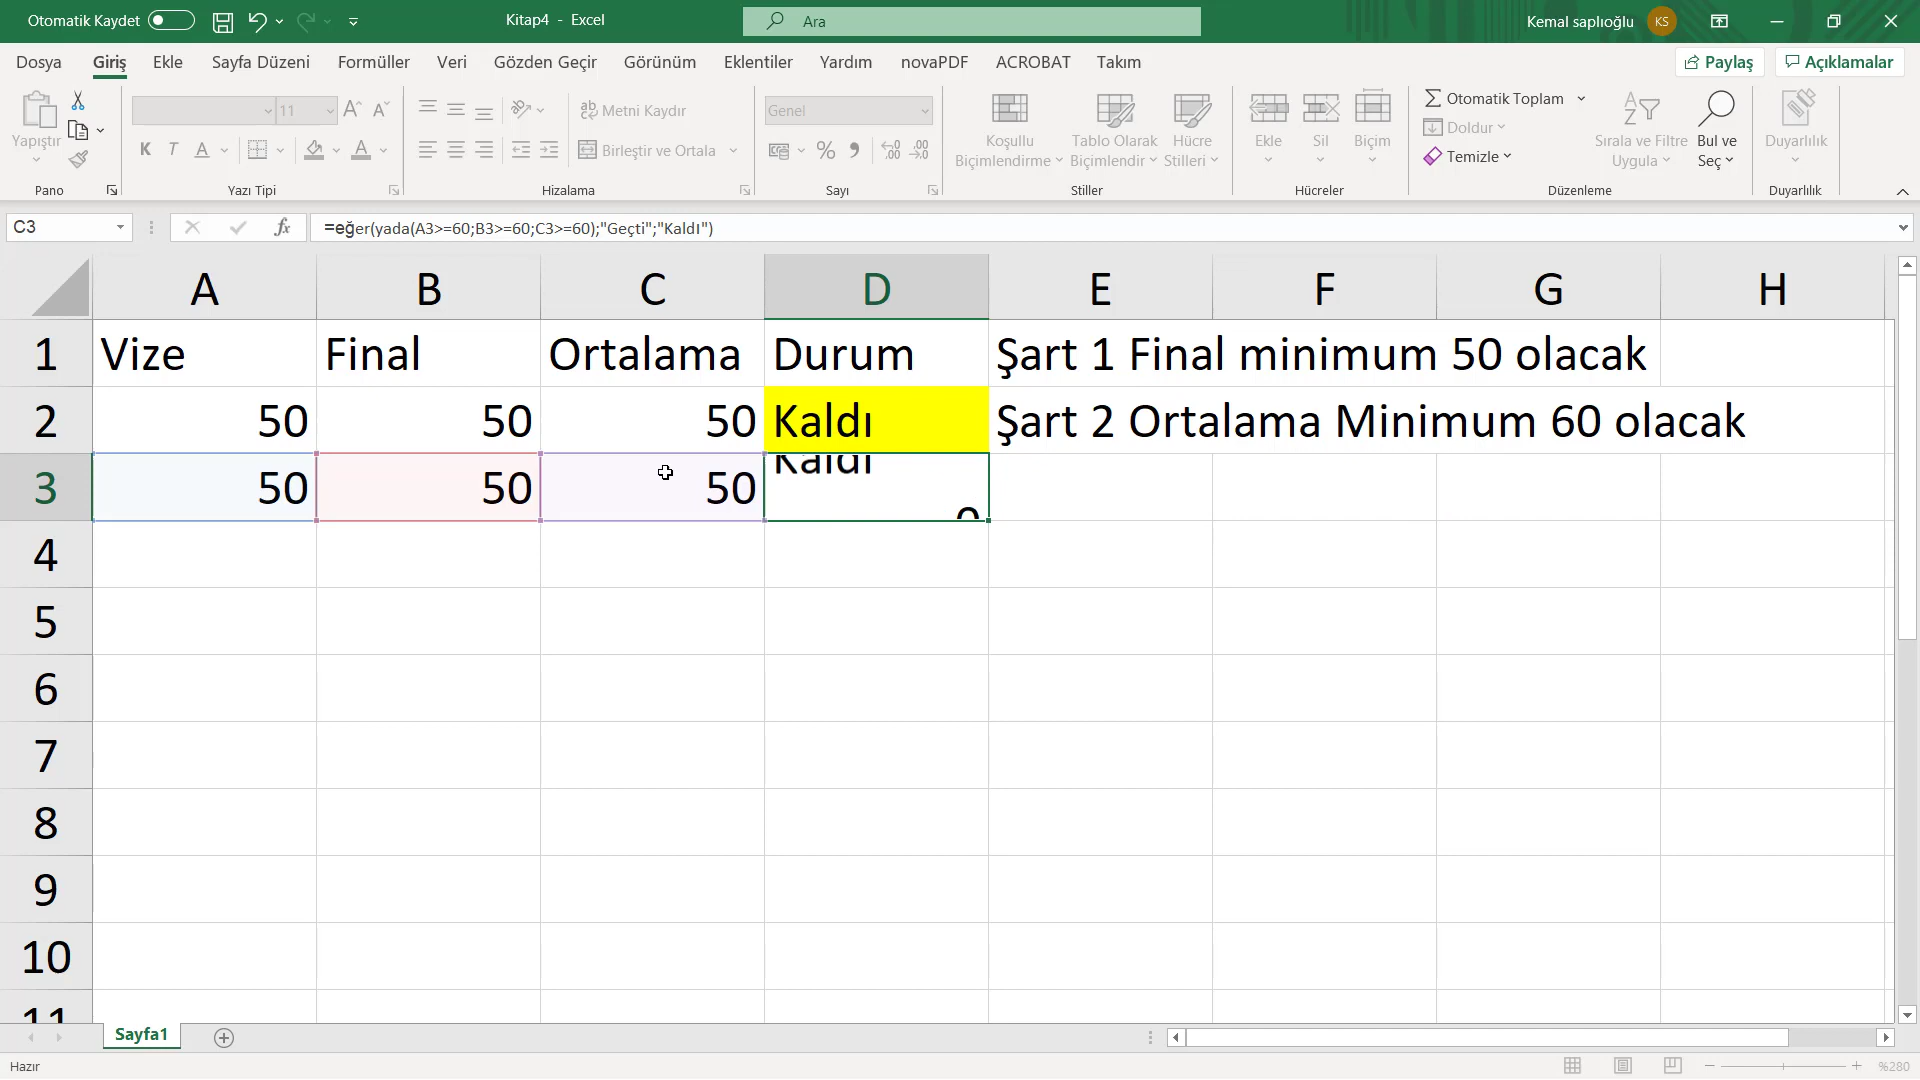 Otomatik Kaydet
Kitap4 - Excel
Ara
Kemal saplıoğlu
KS
Dosya Giriş Ekle Sayfa Düzeni Formüller Veri Gözden Geçir Görünüm Eklentiler Yardım novaPDF ACROBAT Takım
Paylaş
Açıklamalar
Yapıştır
11
K T A
Metni Kaydır
Birleştir ve Ortala
Genel
Koşullu Biçimlendirme
Tablo Olarak Biçimlendir
Hücre Stilleri
Ekle
Sil
Biçim
Otomatik Toplam
Doldur
Temizle
Sırala ve Filtre Uygula
Bul ve Seç
Duyarlılık
Pano Yazı Tipi Hizalama Sayı Stiller Hücreler Düzenleme Duyarlılık
C3
fx
=eğer(yada(A3>=60;B3>=60;C3>=60);"Geçti";"Kaldı")
A B C D E F G H
1 Vize Final Ortalama Durum Şart 1 Final minimum 50 olacak
2 50 50 50 Kaldı Şart 2 Ortalama Minimum 60 olacak
3 50 50 50 Kaldı
4
5
6
7
8
9
10
11
Sayfa1
Hazır
%280